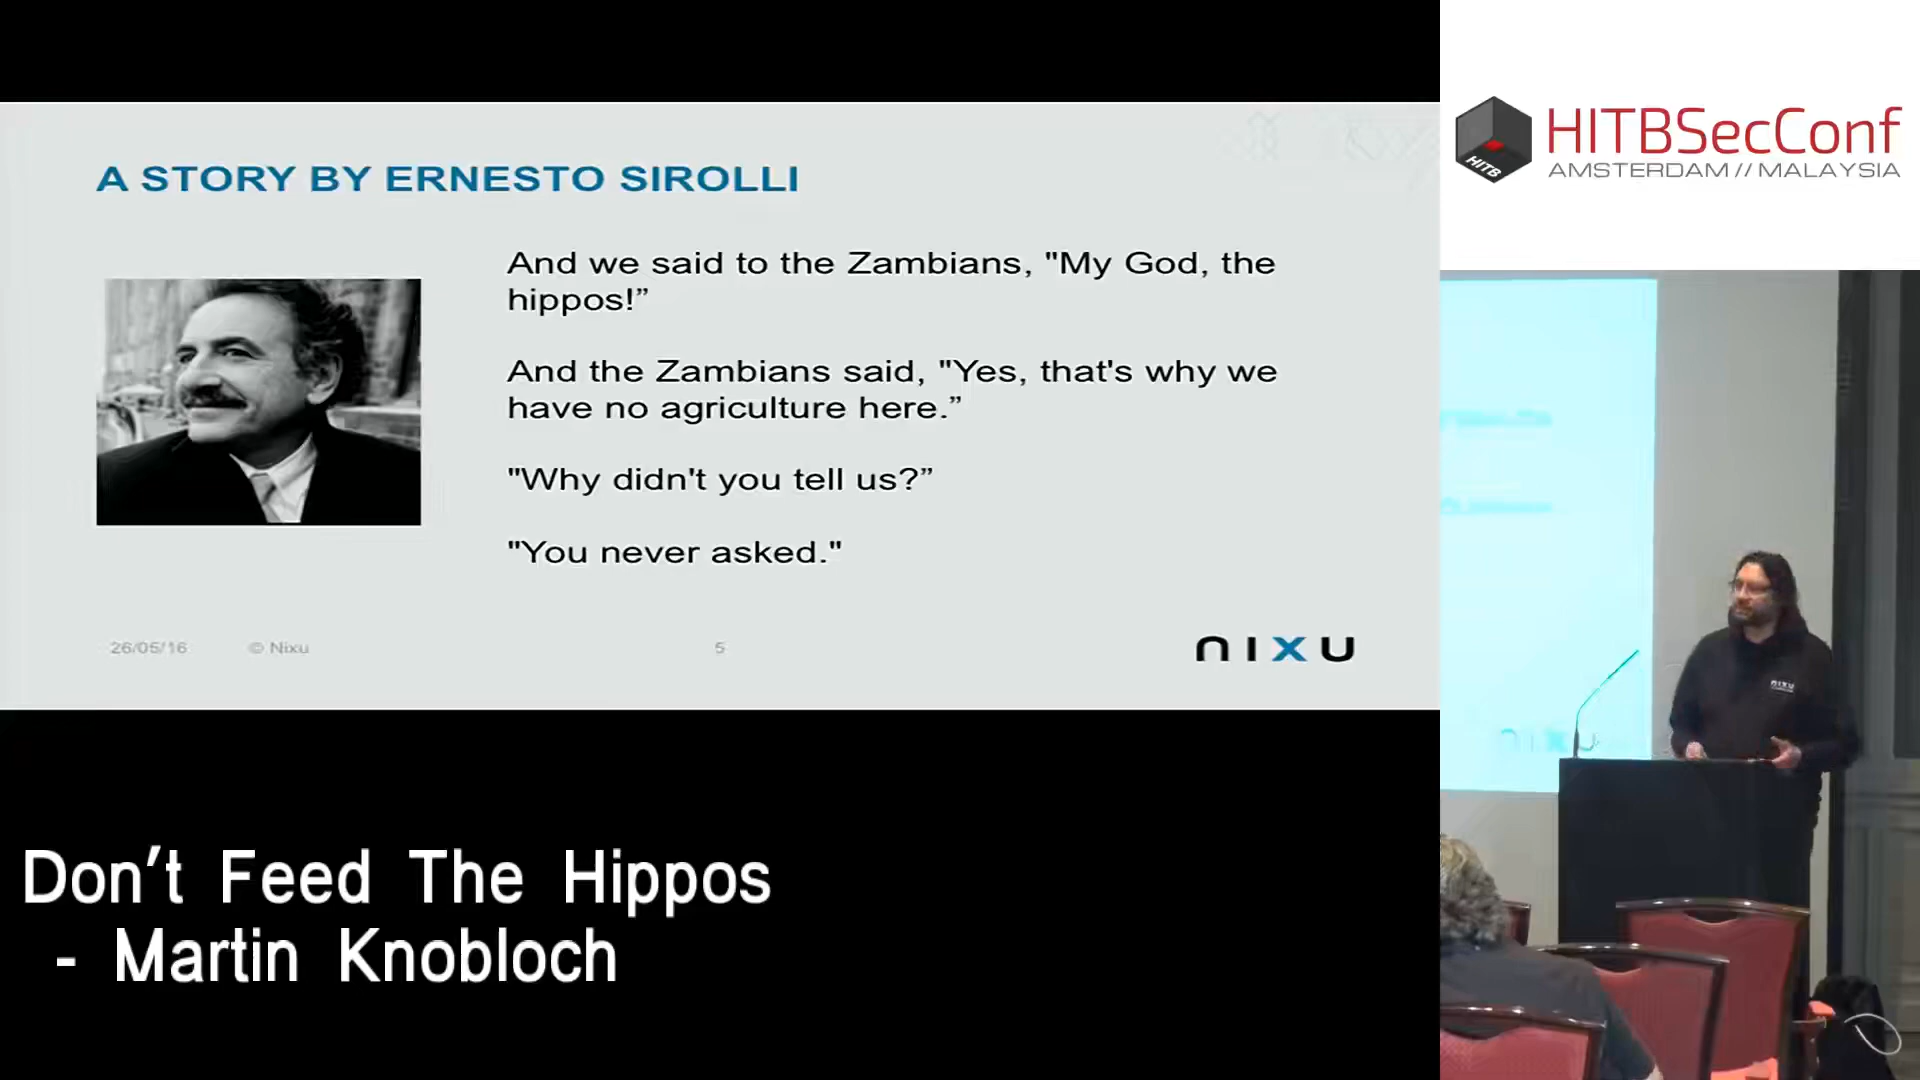 A STORY BY ERNESTO SIROLLI
And we said to the Zambians, "My God, the
hippos!”
And the Zambians said, "Yes, that's why we
have no agriculture here.”
"Why didn't you tell us?”
"You never asked."
26/05/16 © Nixu 5
NIXU
Don't Feed The Hippos
- Martin Knobloch
HITBSecConf
AMSTERDAM // MALAYSIA
HITB
nixu
nixu